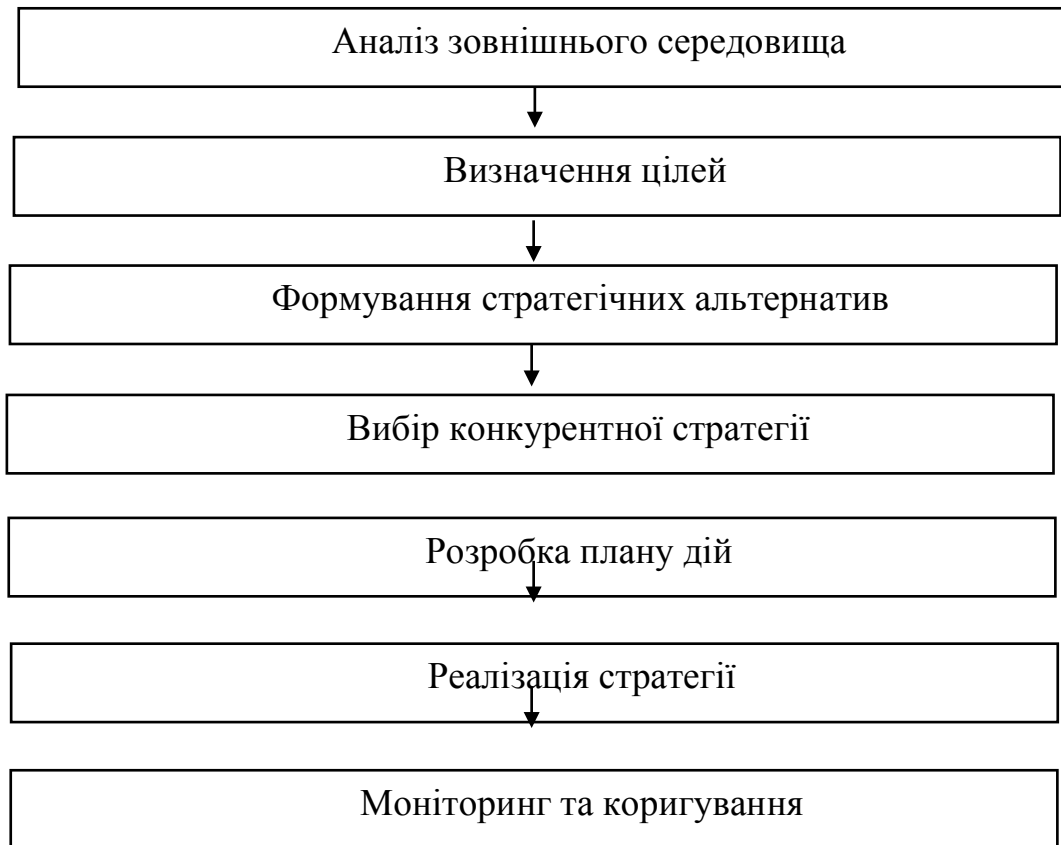 Аналіз зовнішнього середовища
Визначення цілей
Формування стратегічних альтернатив
Вибір конкурентної стратегії
Розробка плану дій
Реалізація стратегії
Моніторинг та коригування